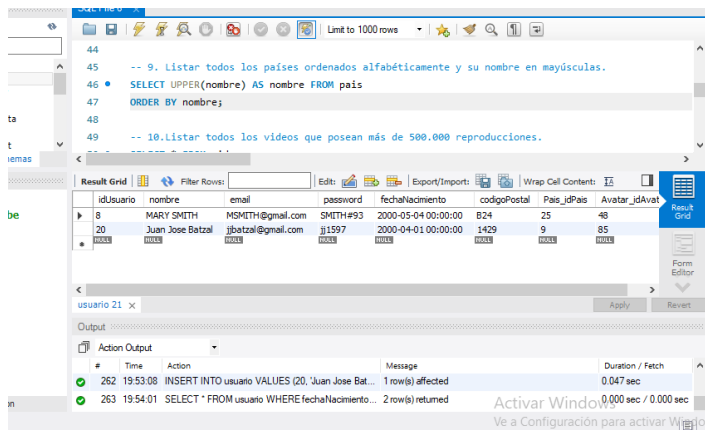 SQL File 6
Limit to 1000 rows
44
45 -- 9. Listar todos los países ordenados alfabéticamente y su nombre en mayúsculas.
46 SELECT UPPER(nombre) AS nombre FROM pais
47 ORDER BY nombre;
48
49 -- 10.Listar todos los videos que posean más de 500.000 reproducciones.
ta
t
emas
be
on
Result Grid Filter Rows: Edit: Export/Import: Wrap Cell Content:
idUsuario nombre email password fechaNacimiento codigoPostal Pais_idPais Avatar_idAvat
8 MARY SMITH MSMITH@gmail.com SMITH#93 2000-05-04 00:00:00 B24 25 48
20 Juan Jose Batzal jjbatzal@gmail.com jj1597 2000-04-01 00:00:00 1429 9 85
NULL NULL NULL NULL NULL NULL NULL NULL
Result Grid
Form Editor
usuario 21 Apply Revert
Output
Action Output
# Time Action Message Duration / Fetch
262 19:53:08 INSERT INTO usuario VALUES (20, 'Juan Jose Bat... 1 row(s) affected 0.047 sec
263 19:54:01 SELECT * FROM usuario WHERE fechaNacimiento... 2 row(s) returned 0.000 sec / 0.000 sec
Activar Windows
Ve a Configuración para activar Windo